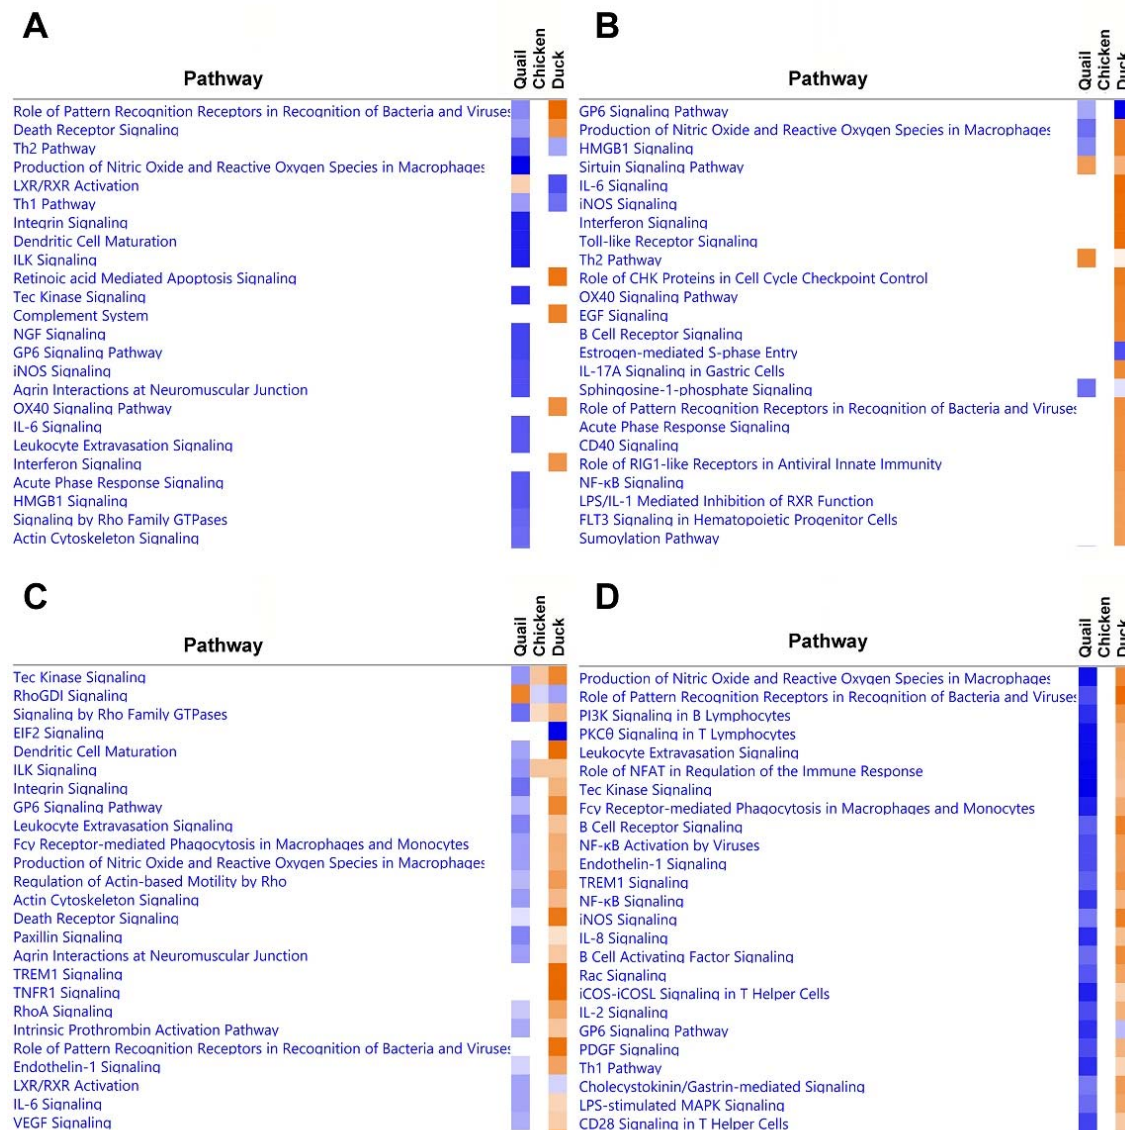 A
Pathway
Quail
Chicken
Duck
Role of Pattern Recognition Receptors in Recognition of Bacteria and Viruses
Death Receptor Signaling
Th2 Pathway
Production of Nitric Oxide and Reactive Oxygen Species in Macrophages
LXR/RXR Activation
Th1 Pathway
Integrin Signaling
Dendritic Cell Maturation
ILK Signaling
Retinoic acid Mediated Apoptosis Signaling
Tec Kinase Signaling
Complement System
NGF Signaling
GP6 Signaling Pathway
iNOS Signaling
Agrin Interactions at Neuromuscular Junction
OX40 Signaling Pathway
IL-6 Signaling
Leukocyte Extravasation Signaling
Interferon Signaling
Acute Phase Response Signaling
HMGB1 Signaling
Signaling by Rho Family GTPases
Actin Cytoskeleton Signaling
B
Pathway
Quail
Chicken
Duck
GP6 Signaling Pathway
Production of Nitric Oxide and Reactive Oxygen Species in Macrophages
HMGB1 Signaling
Sirtuin Signaling Pathway
IL-6 Signaling
iNOS Signaling
Interferon Signaling
Toll-like Receptor Signaling
Th2 Pathway
Role of CHK Proteins in Cell Cycle Checkpoint Control
OX40 Signaling Pathway
EGF Signaling
B Cell Receptor Signaling
Estrogen-mediated S-phase Entry
IL-17A Signaling in Gastric Cells
Sphingosine-1-phosphate Signaling
Role of Pattern Recognition Receptors in Recognition of Bacteria and Viruses
Acute Phase Response Signaling
CD40 Signaling
Role of RIG1-like Receptors in Antiviral Innate Immunity
NF-κB Signaling
LPS/IL-1 Mediated Inhibition of RXR Function
FLT3 Signaling in Hematopoietic Progenitor Cells
Sumoylation Pathway
C
Pathway
Quail
Chicken
Duck
Tec Kinase Signaling
RhoGDI Signaling
Signaling by Rho Family GTPases
EIF2 Signaling
Dendritic Cell Maturation
ILK Signaling
Integrin Signaling
GP6 Signaling Pathway
Leukocyte Extravasation Signaling
Fcγ Receptor-mediated Phagocytosis in Macrophages and Monocytes
Production of Nitric Oxide and Reactive Oxygen Species in Macrophages
Regulation of Actin-based Motility by Rho
Actin Cytoskeleton Signaling
Death Receptor Signaling
Paxillin Signaling
Agrin Interactions at Neuromuscular Junction
TREM1 Signaling
TNFR1 Signaling
RhoA Signaling
Intrinsic Prothrombin Activation Pathway
Role of Pattern Recognition Receptors in Recognition of Bacteria and Viruses
Endothelin-1 Signaling
LXR/RXR Activation
IL-6 Signaling
VEGF Signaling
D
Pathway
Quail
Chicken
Duck
Production of Nitric Oxide and Reactive Oxygen Species in Macrophages
Role of Pattern Recognition Receptors in Recognition of Bacteria and Viruses
PI3K Signaling in B Lymphocytes
PKCθ Signaling in T Lymphocytes
Leukocyte Extravasation Signaling
Role of NFAT in Regulation of the Immune Response
Tec Kinase Signaling
Fcγ Receptor-mediated Phagocytosis in Macrophages and Monocytes
B Cell Receptor Signaling
NF-κB Activation by Viruses
Endothelin-1 Signaling
TREM1 Signaling
NF-κB Signaling
iNOS Signaling
IL-8 Signaling
B Cell Activating Factor Signaling
Rac Signaling
iCOS-iCOSL Signaling in T Helper Cells
IL-2 Signaling
GP6 Signaling Pathway
PDGF Signaling
Th1 Pathway
Cholecystokinin/Gastrin-mediated Signaling
LPS-stimulated MAPK Signaling
CD28 Signaling in T Helper Cells